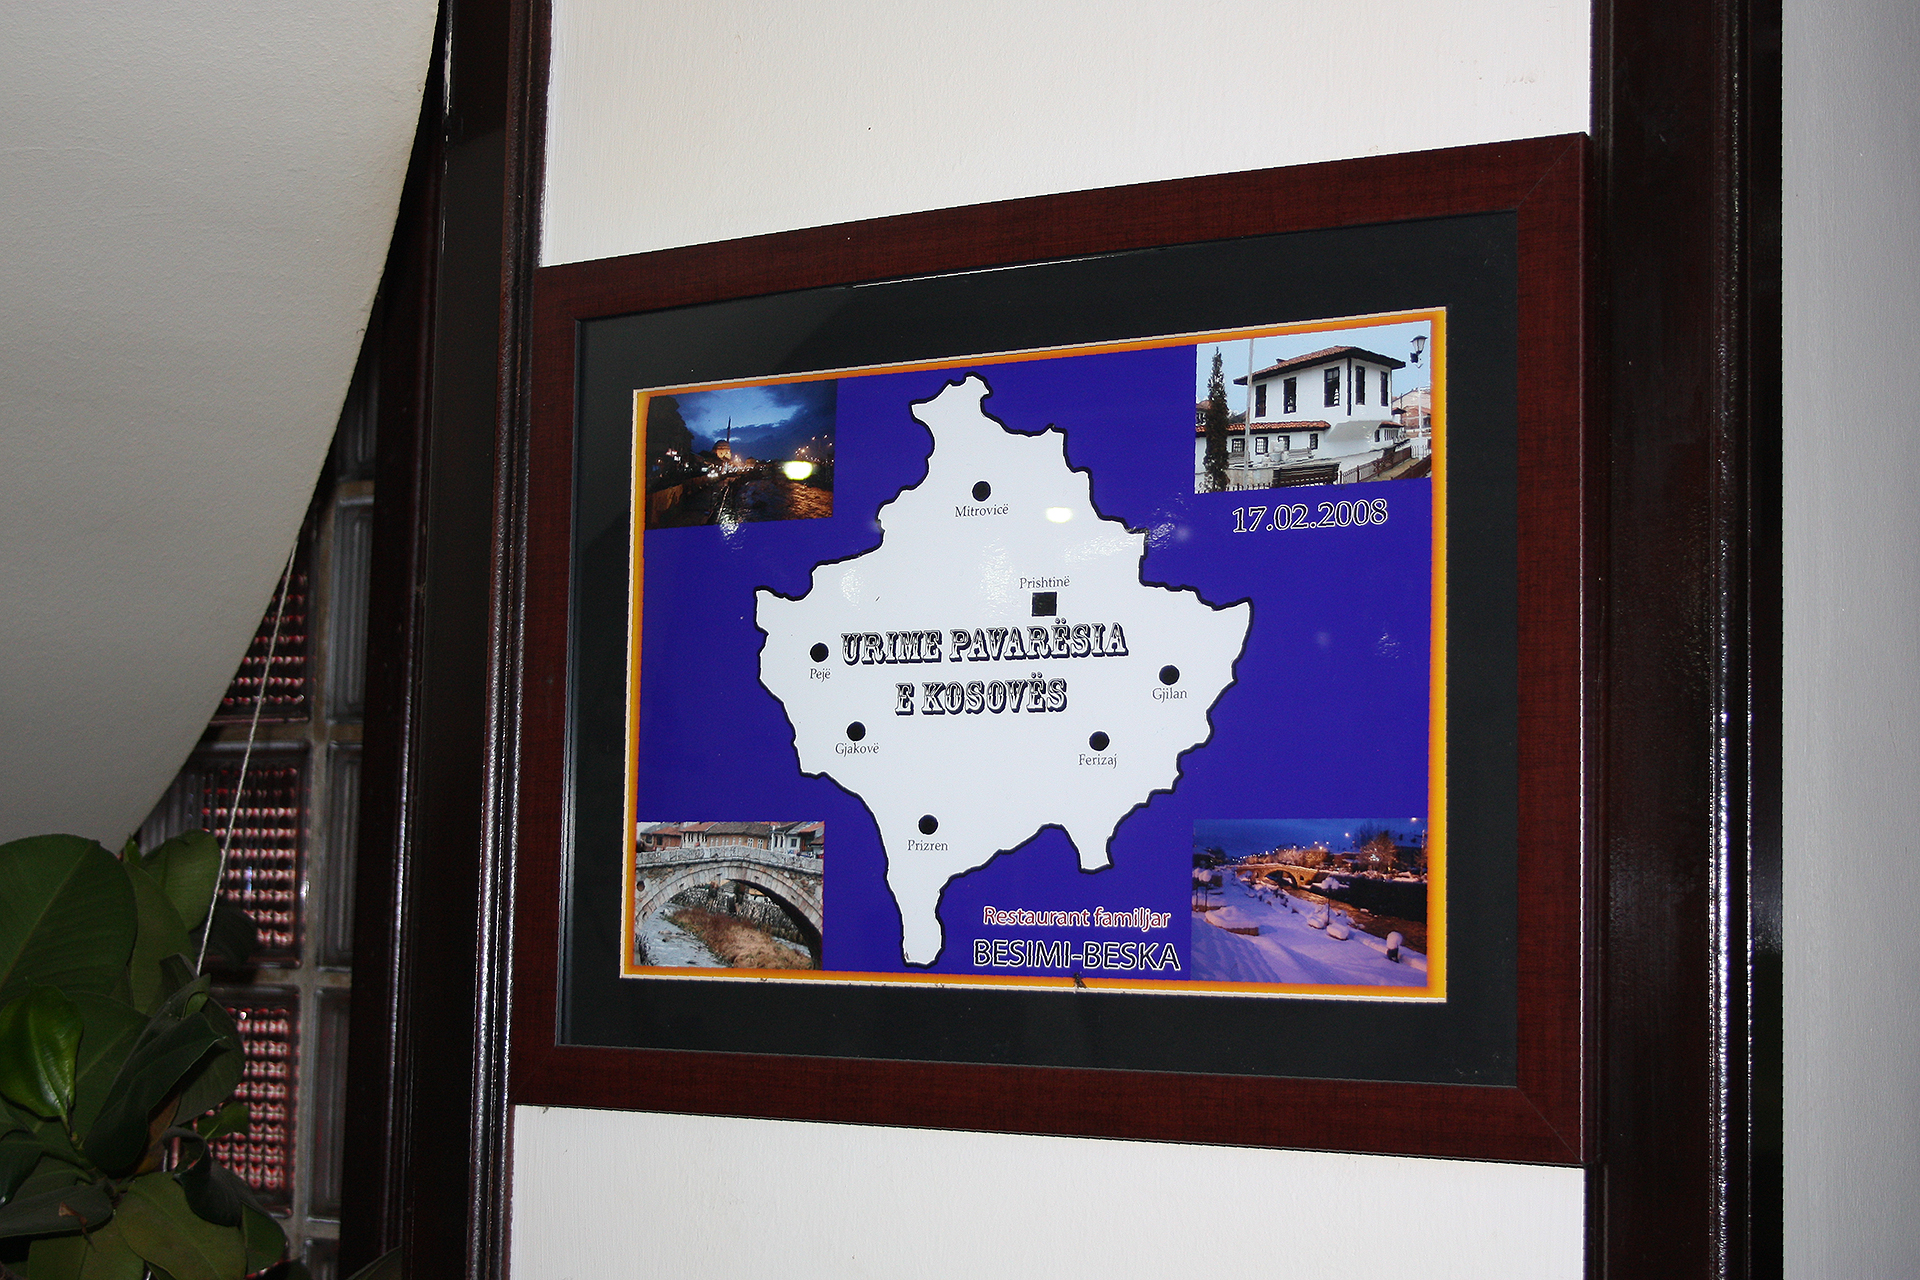 17.02.2008
Mitrovicë
Prishtinë
URIME PAVARËSIA
E KOSOVËS
Pejë
Gjilan
Gjakovë
Ferizaj
Prizren
Restaurant familjar
BESIMI-BESKA